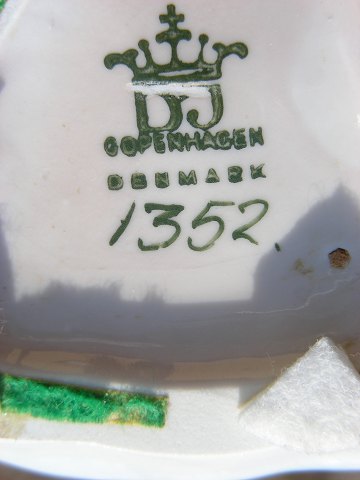 DJ
COPENHAGEN
DENMARK
1352.